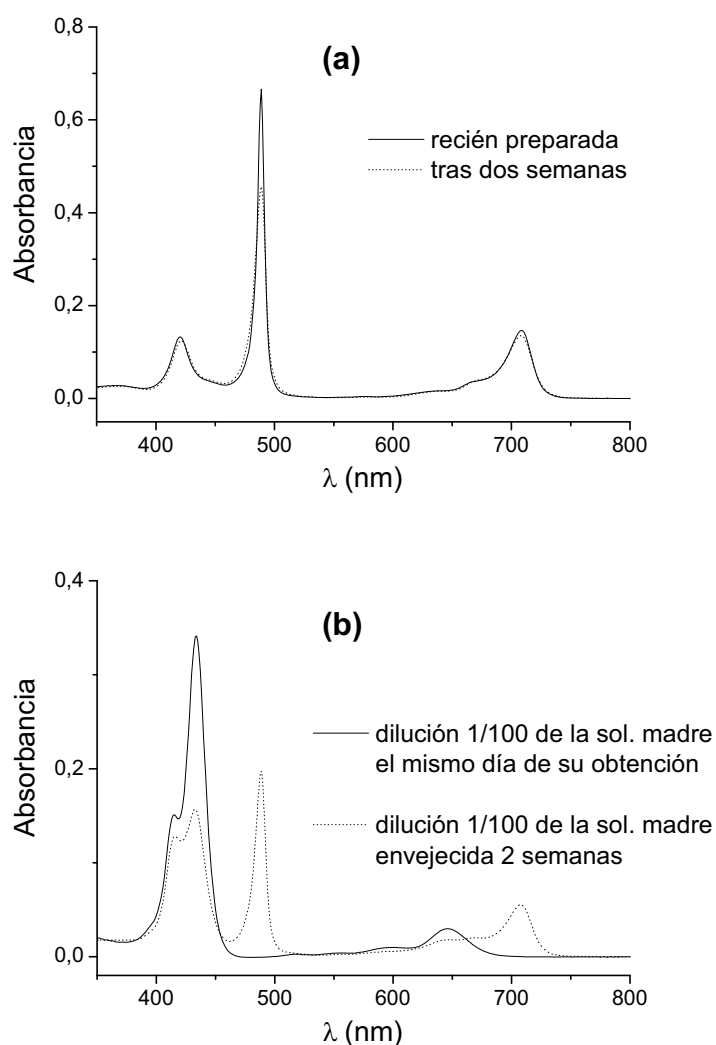 0,8
(a)
recién preparada
tras dos semanas
0,6
0,4
0,2
0,0
Absorbancia
400 500 600 700 800
λ (nm)
0,4
(b)
dilución 1/100 de la sol. madre
el mismo día de su obtención
dilución 1/100 de la sol. madre
envejecida 2 semanas
0,2
0,0
Absorbancia
400 500 600 700 800
λ (nm)